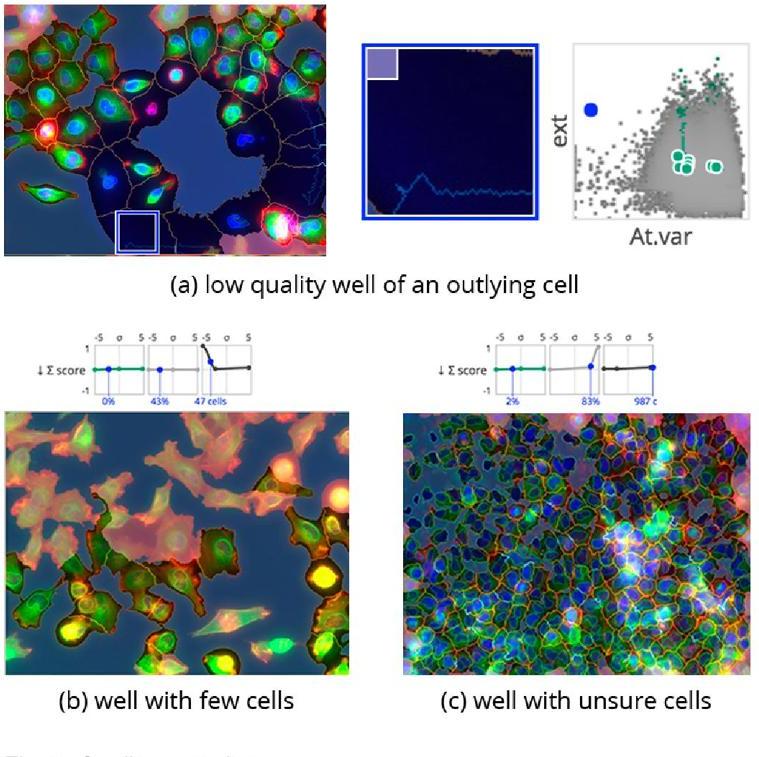 ext
At.var
(a) low quality well of an outlying cell
-5 σ 5 -5 σ 5 -5 σ 5
1
↓ Σ score
-1
0% 43% 47 cells
-5 σ 5 -5 σ 5 -5 σ 5
1
↓ Σ score
-1
2% 83% 987 c
(b) well with few cells
(c) well with unsure cells